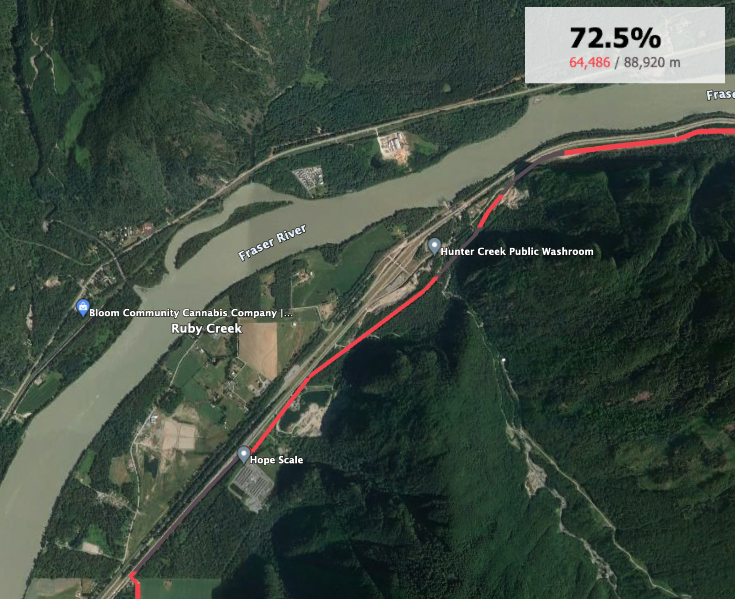 72.5%
64,486 / 88,920 m
Frase
Fraser River
Hunter Creek Public Washroom
Bloom Community Cannabis Company |...
Ruby Creek
Hope Scale